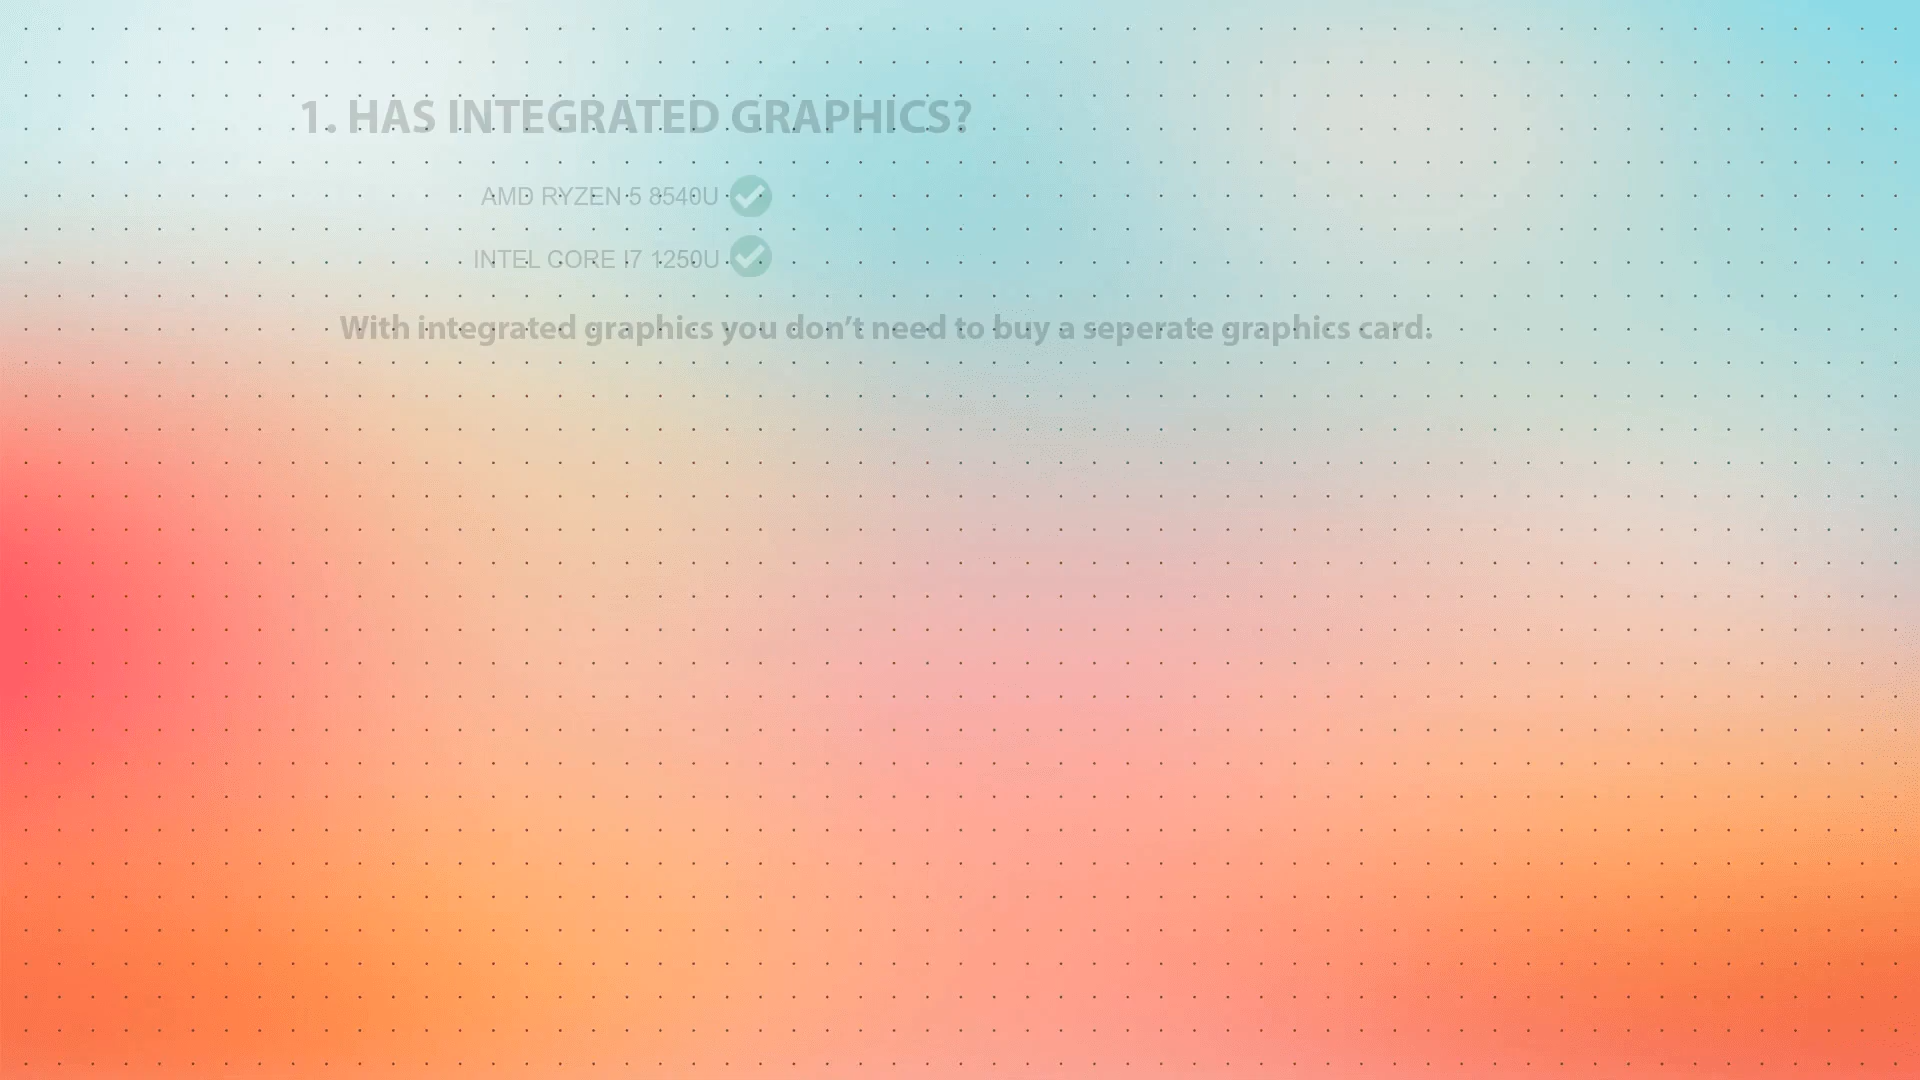 1. HAS INTEGRATED GRAPHICS?
AMD RYZEN 5 8540U
INTEL CORE I7 1250U
With integrated graphics you don’t need to buy a seperate graphics card.